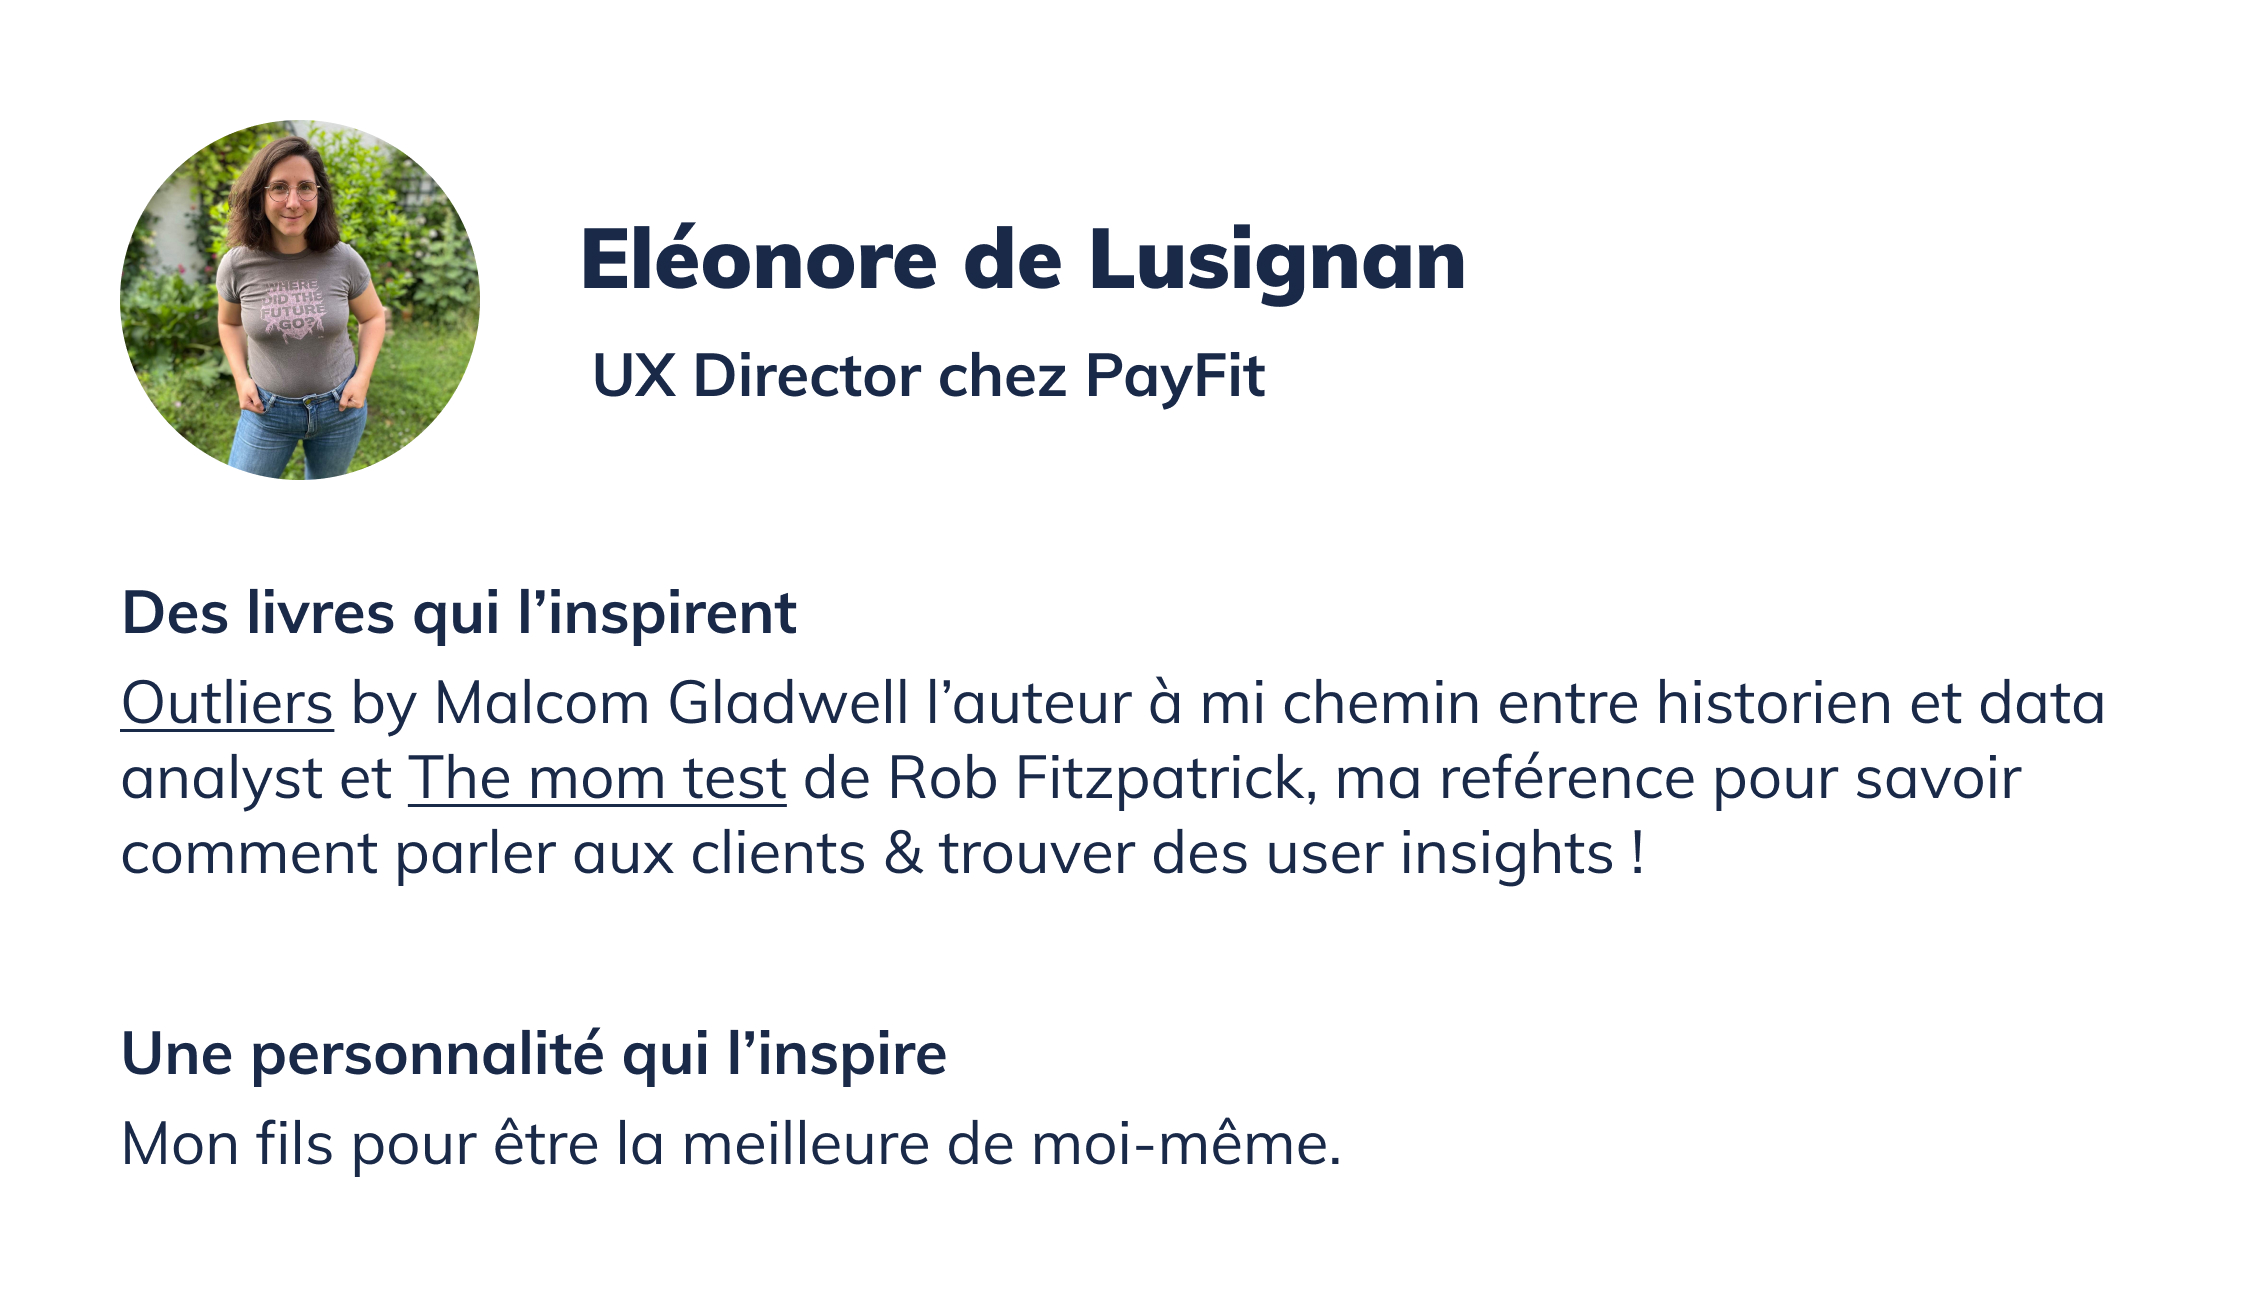 WHERE
DID THE
FUTURE
GO?
Eléonore de Lusignan
UX Director chez PayFit
Des livres qui l’inspirent
Outliers by Malcom Gladwell l’auteur à mi chemin entre historien et data
analyst et The mom test de Rob Fitzpatrick, ma reférence pour savoir
comment parler aux clients & trouver des user insights !
Une personnalité qui l’inspire
Mon fils pour être la meilleure de moi-même.